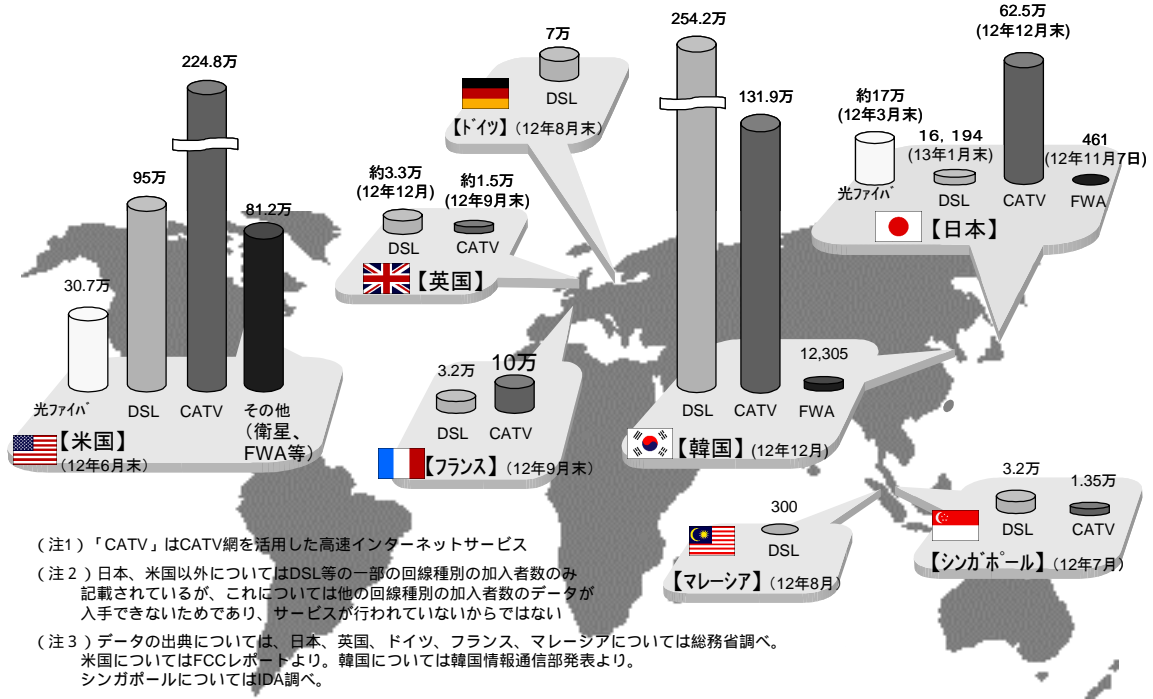 30.7万
光ファイバ
95万
DSL
224.8万
CATV
81.2万
その他
(衛星、
FWA等)
【米国】
(12年6月末)
約3.3万
(12年12月)
DSL
約1.5万
(12年9月末)
CATV
【英国】
7万
DSL
【ドイツ】(12年8月末)
3.2万
DSL
10万
CATV
【フランス】(12年9月末)
254.2万
DSL
131.9万
CATV
12,305
FWA
【韓国】(12年12月)
約17万
(12年3月末)
光ファイバ
16,194
(13年1月末)
DSL
62.5万
(12年12月末)
CATV
461
(12年11月7日)
FWA
【日本】
300
DSL
【マレーシア】(12年8月)
3.2万
DSL
1.35万
CATV
【シンガポール】(12年7月)
(注1)「CATV」はCATV網を活用した高速インターネットサービス
(注2)日本、米国以外についてはDSL等の一部の回線種別の加入者数のみ
記載されているが、これについては他の回線種別の加入者数のデータが
入手できないためであり、サービスが行われていないからではない
(注3)データの出典については、日本、英国、ドイツ、フランス、マレーシアについては総務省調べ。
米国についてはFCCレポートより。韓国については韓国情報通信部発表より。
シンガポールについてはIDA調べ。